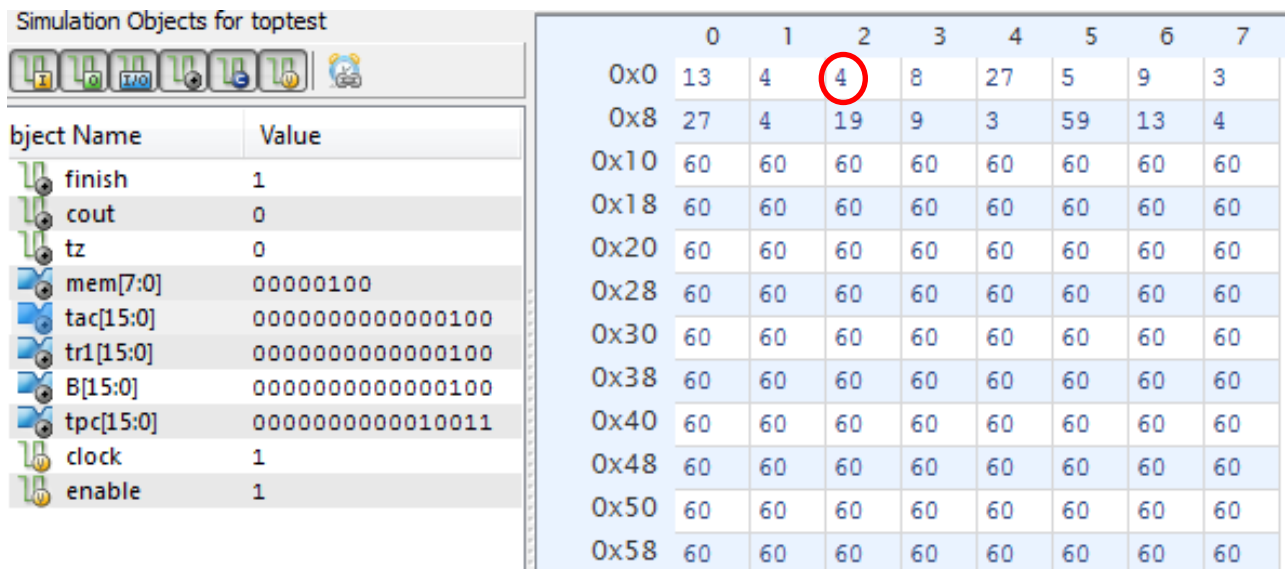 Simulation Objects for toptest
I O I/O C V
bject Name Value
finish 1
cout 0
tz 0
mem[7:0] 00000100
tac[15:0] 0000000000000100
tr1[15:0] 0000000000000100
B[15:0] 0000000000000100
tpc[15:0] 0000000000010011
clock 1
enable 1
0 1 2 3 4 5 6 7
0x0 13 4 4 8 27 5 9 3
0x8 27 4 19 9 3 59 13 4
0x10 60 60 60 60 60 60 60 60
0x18 60 60 60 60 60 60 60 60
0x20 60 60 60 60 60 60 60 60
0x28 60 60 60 60 60 60 60 60
0x30 60 60 60 60 60 60 60 60
0x38 60 60 60 60 60 60 60 60
0x40 60 60 60 60 60 60 60 60
0x48 60 60 60 60 60 60 60 60
0x50 60 60 60 60 60 60 60 60
0x58 60 60 60 60 60 60 60 60